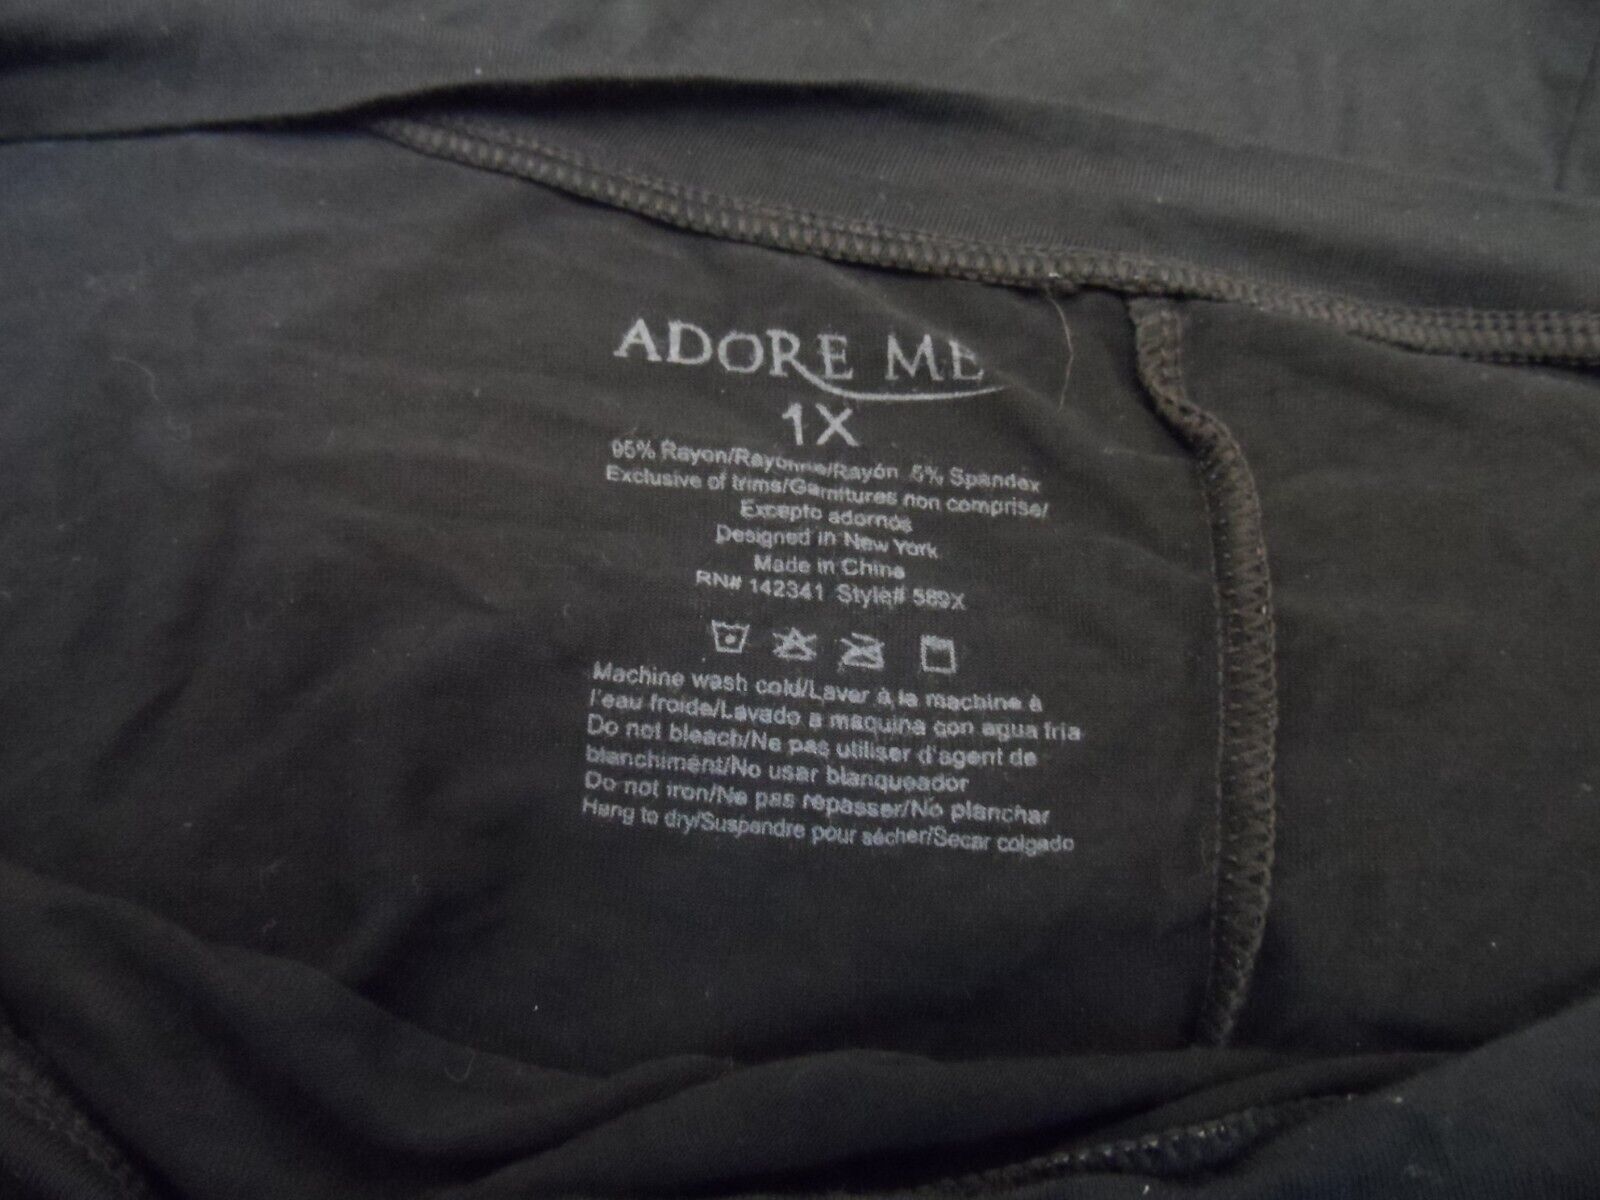 ADORE ME
1X
95% Rayon/Rayonne/Rayón 5% Spandex
Exclusive of trims/Garnitures non comprise/
Excepto adornos
Designed in New York
Made in China
RN# 142341 Style# 589X
Machine wash cold/Laver à la machine à
l'eau froide/Lavado a maquina con agua fria
Do not bleach/Ne pas utiliser d'agent de
blanchiment/No usar blanqueador
Do not iron/Ne pas repasser/No planchar
Hang to dry/Suspendre pour sécher/Secar colgado